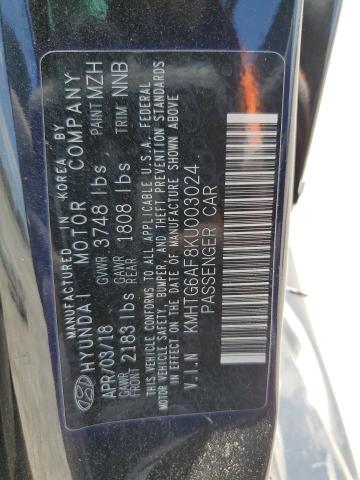 MANUFACTURED IN KOREA BY
HYUNDAI MOTOR COMPANY
APR/03/18 GVWR 3748 lbs PAINT MZH
GAWR FRONT 2183 lbs GAWR REAR 1808 lbs TRIM NNB
THIS VEHICLE CONFORMS TO ALL APPLICABLE U.S.A. FEDERAL
MOTOR VEHICLE SAFETY, BUMPER, AND THEFT PREVENTION STANDARDS
IN EFFECT ON THE DATE OF MANUFACTURE SHOWN ABOVE
V.I.N KMHTG6AF8KU003024
PASSENGER CAR